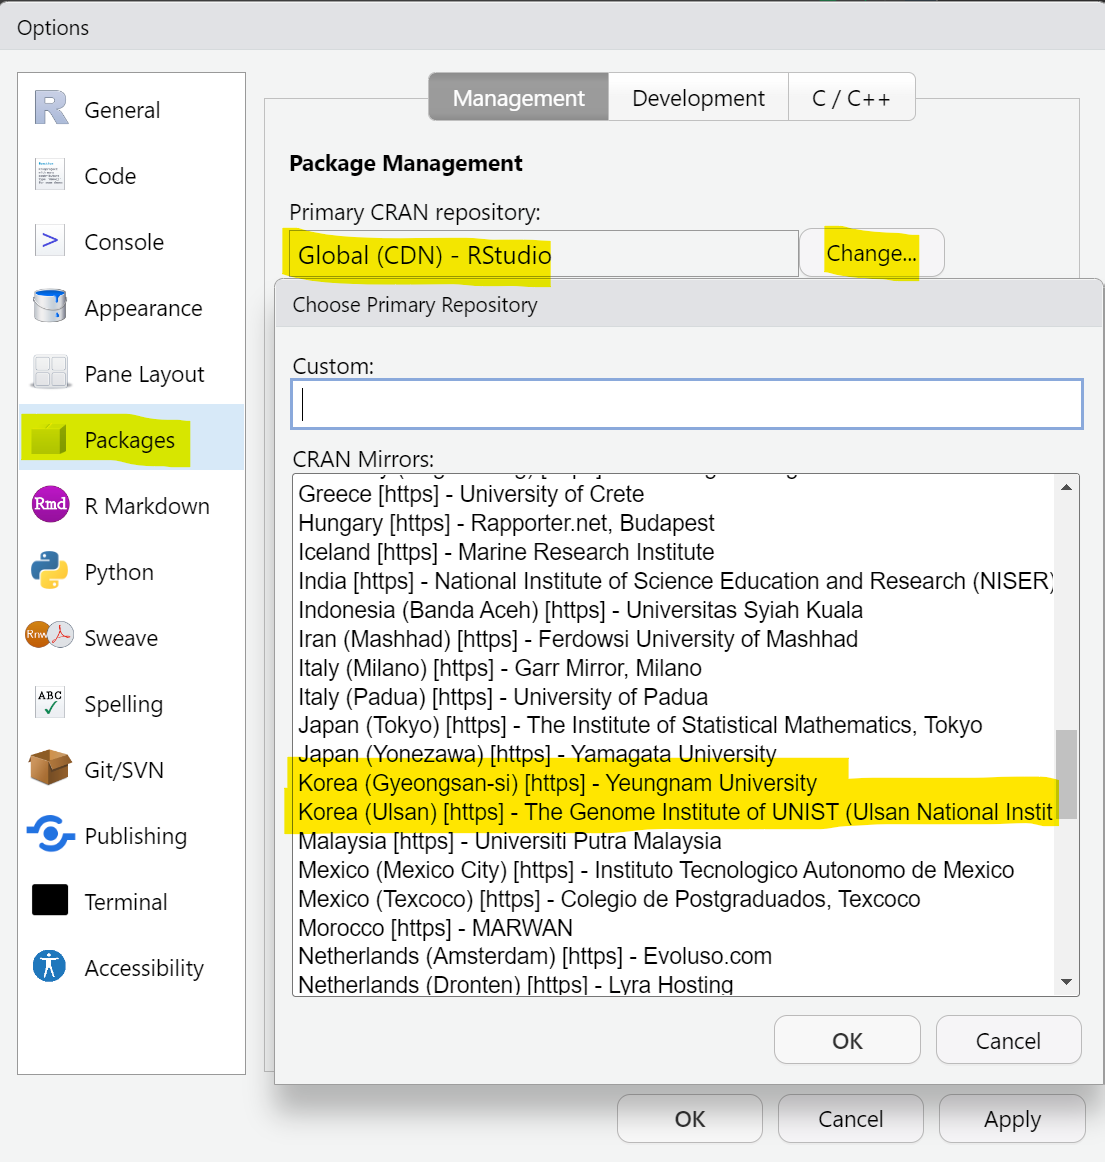 Options
General
Code
Console
Appearance
Pane Layout
Packages
Rmd R Markdown
Python
Rnw Sweave
ABC Spelling
Git/SVN
Publishing
Terminal
Accessibility
Management Development C / C++
Package Management
Primary CRAN repository:
Global (CDN) - RStudio Change...
Choose Primary Repository
Custom:
CRAN Mirrors:
Greece [https] - University of Crete
Hungary [https] - Rapporter.net, Budapest
Iceland [https] - Marine Research Institute
India [https] - National Institute of Science Education and Research (NISER)
Indonesia (Banda Aceh) [https] - Universitas Syiah Kuala
Iran (Mashhad) [https] - Ferdowsi University of Mashhad
Italy (Milano) [https] - Garr Mirror, Milano
Italy (Padua) [https] - University of Padua
Japan (Tokyo) [https] - The Institute of Statistical Mathematics, Tokyo
Japan (Yonezawa) [https] - Yamagata University
Korea (Gyeongsan-si) [https] - Yeungnam University
Korea (Ulsan) [https] - The Genome Institute of UNIST (Ulsan National Instit
Malaysia [https] - Universiti Putra Malaysia
Mexico (Mexico City) [https] - Instituto Tecnologico Autonomo de Mexico
Mexico (Texcoco) [https] - Colegio de Postgraduados, Texcoco
Morocco [https] - MARWAN
Netherlands (Amsterdam) [https] - Evoluso.com
Netherlands (Dronten) [https] - Lyra Hosting
OK Cancel
OK Cancel Apply